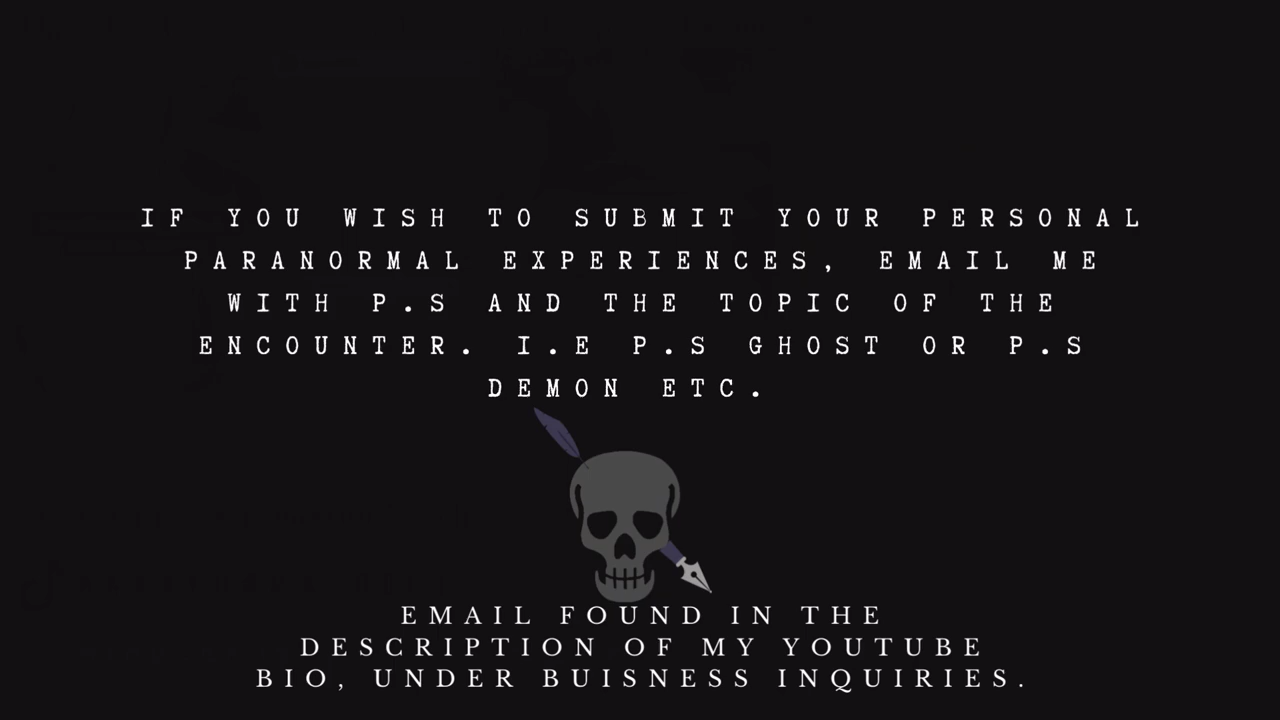 IF YOU WISH TO SUBMIT YOUR PERSONAL
PARANORMAL EXPERIENCES, EMAIL ME
WITH P.S AND THE TOPIC OF THE
ENCOUNTER. I.E P.S GHOST OR P.S
DEMON ETC.
EMAIL FOUND IN THE
DESCRIPTION OF MY YOUTUBE
BIO, UNDER BUISNESS INQUIRIES.